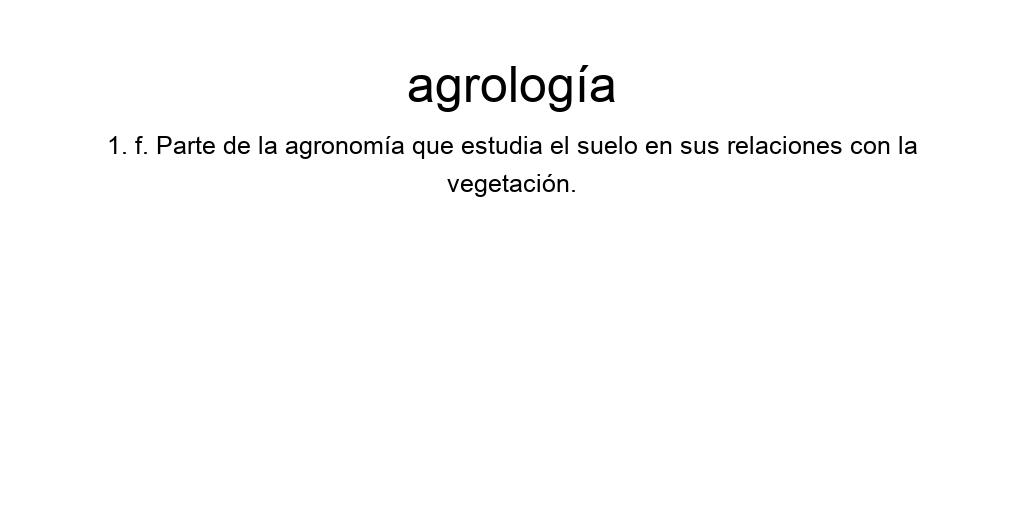 agrología
1. f. Parte de la agronomía que estudia el suelo en sus relaciones con la
vegetación.